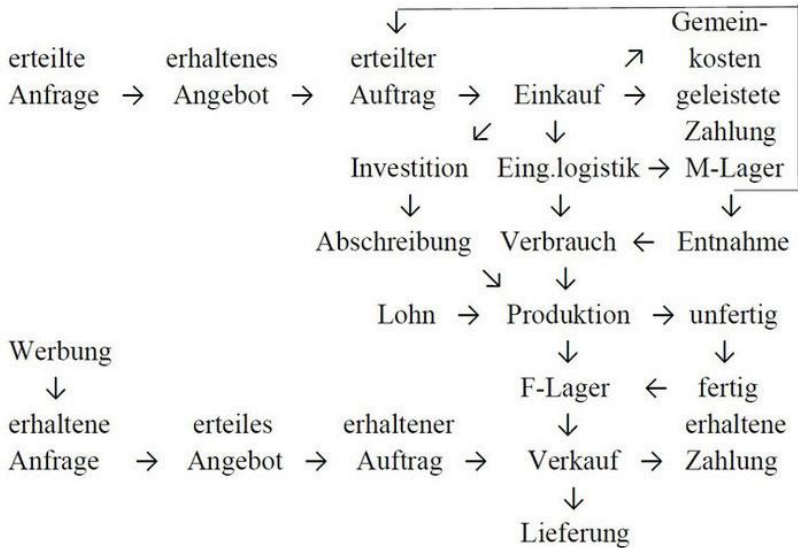 ↓ Gemein-
erteilte erhaltenes erteilter ↗ kosten
Anfrage → Angebot → Auftrag → Einkauf → geleistete
↙ ↓ Zahlung
Investition Eing.logistik → M-Lager
↓ ↓ ↓
Abschreibung Verbrauch ← Entnahme
↘ ↓
Lohn → Produktion → unfertig
Werbung ↓ ↓
↓ F-Lager ← fertig
erhaltene erteiles erhaltener ↓ erhaltene
Anfrage → Angebot → Auftrag → Verkauf → Zahlung
↓
Lieferung